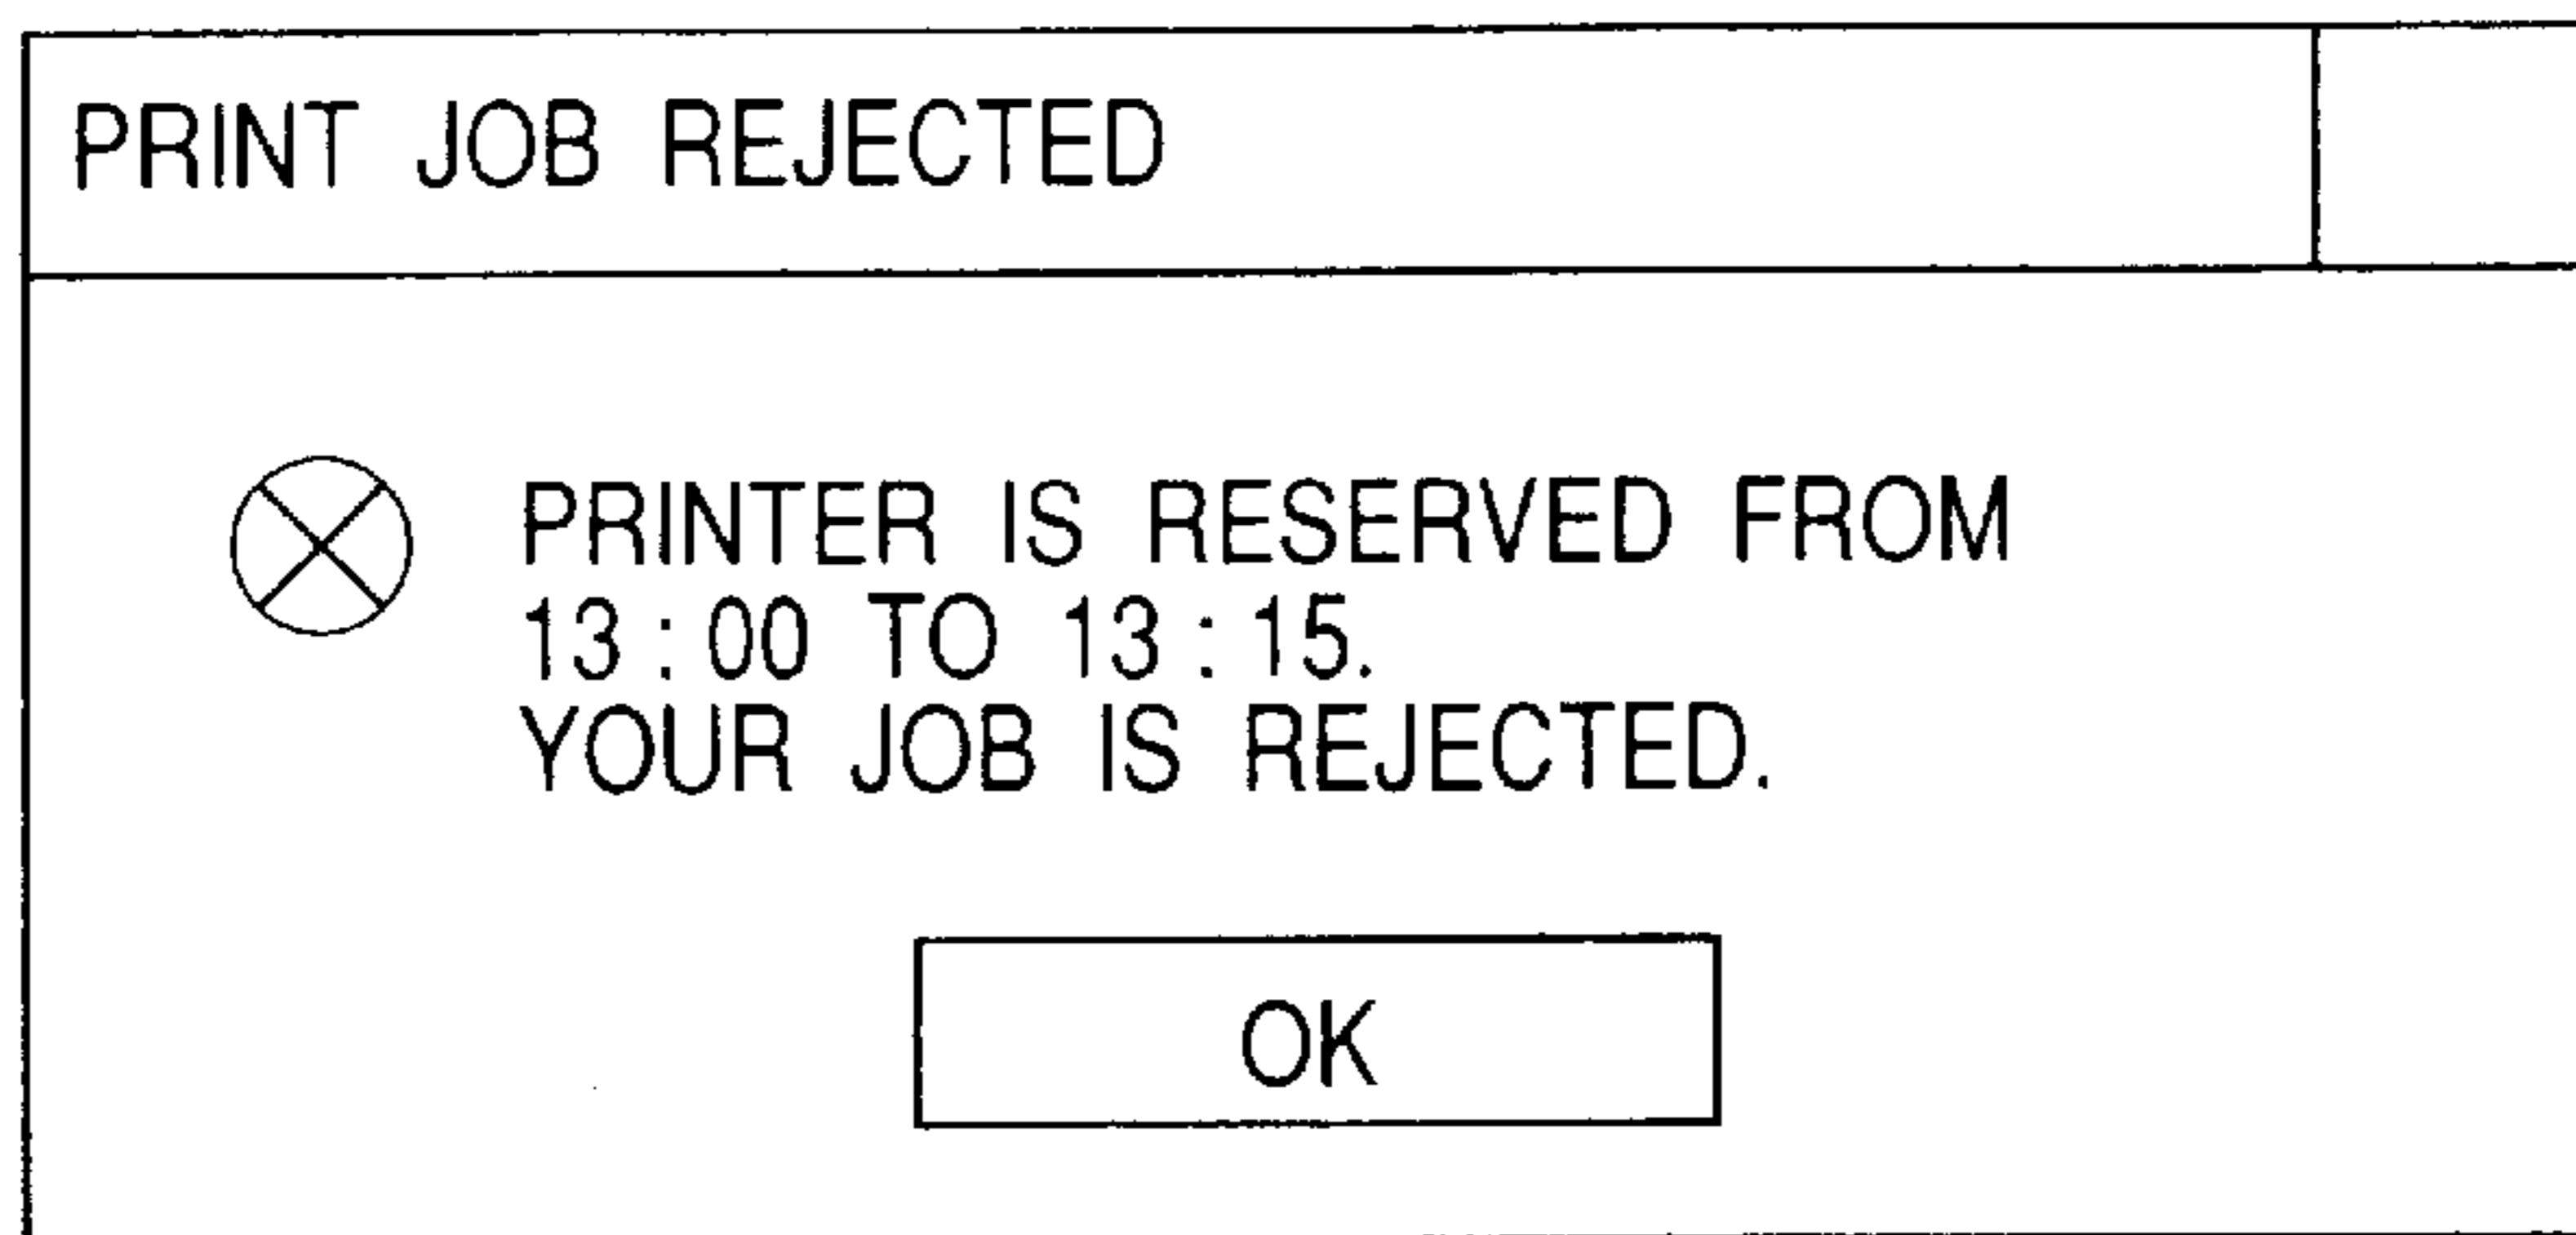 PRINT JOB REJECTED
PRINTER IS RESERVED FROM
13 : 00 TO 13 : 15.
YOUR JOB IS REJECTED.
OK